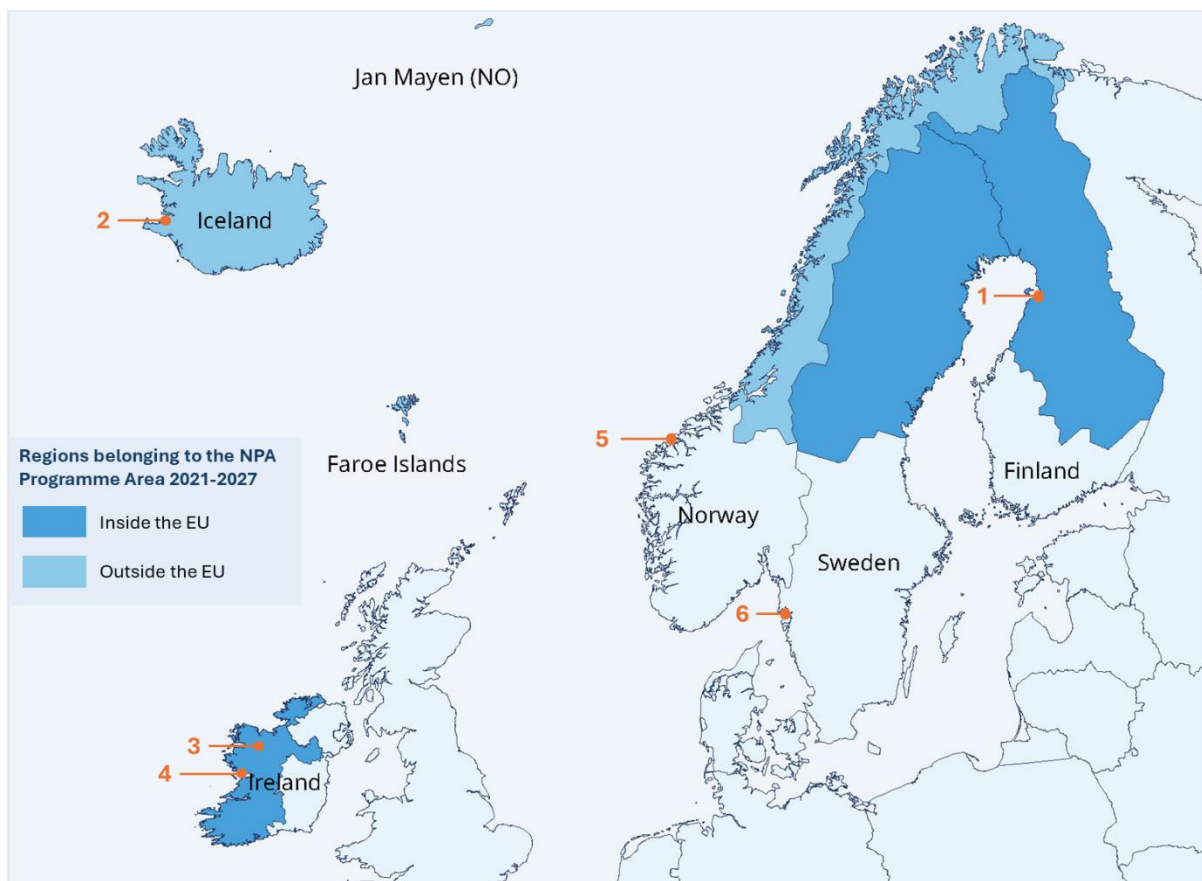 Jan Mayen (NO)
2
Iceland
1
5
Faroe Islands
Regions belonging to the NPA
Programme Area 2021-2027
Inside the EU
Outside the EU
Norway
Finland
Sweden
6
3
4
Ireland